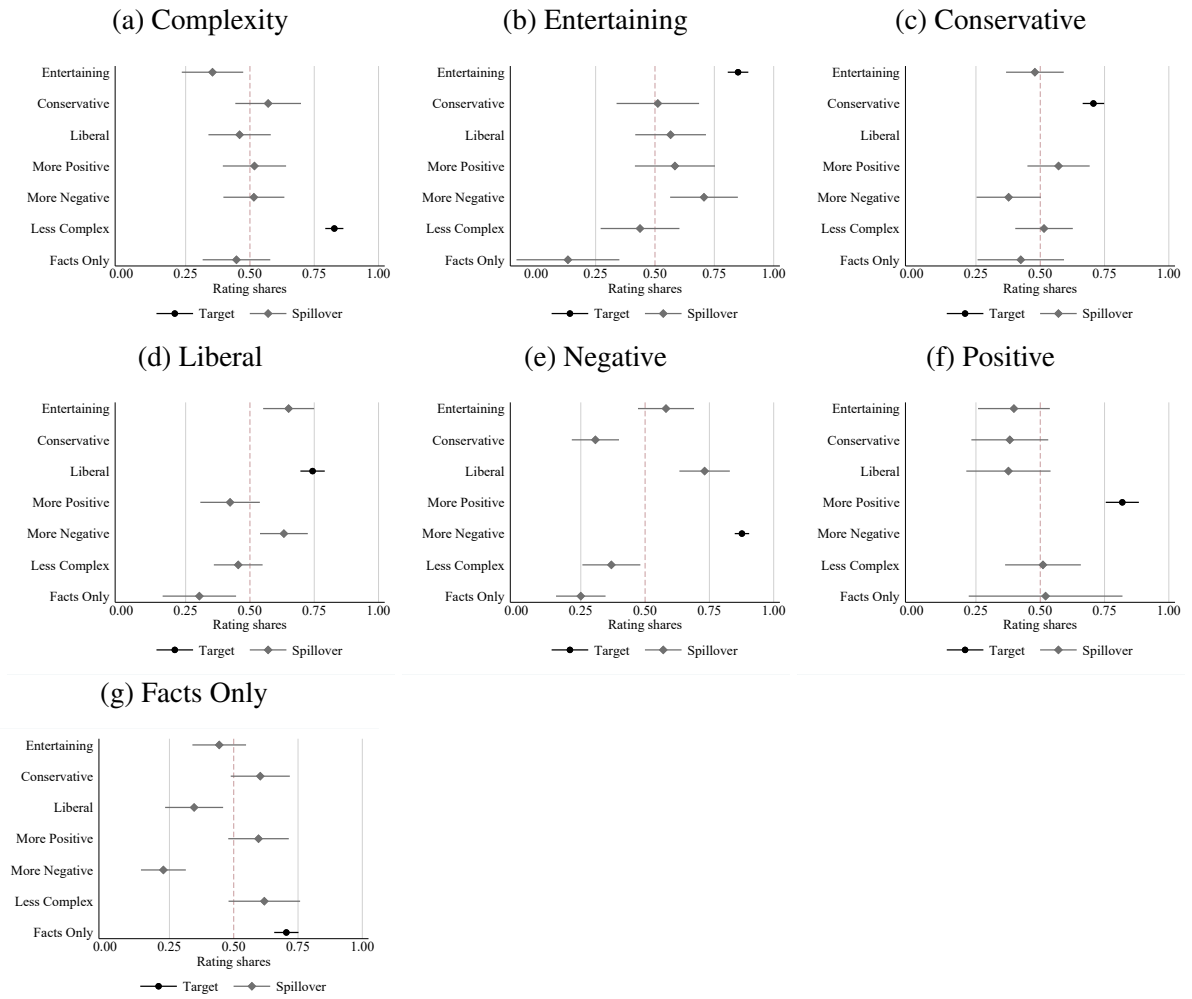 (a) Complexity
Entertaining
Conservative
Liberal
More Positive
More Negative
Less Complex
Facts Only
0.00 0.25 0.50 0.75 1.00
Rating shares
Target Spillover
(b) Entertaining
Entertaining
Conservative
Liberal
More Positive
More Negative
Less Complex
Facts Only
0.00 0.25 0.50 0.75 1.00
Rating shares
Target Spillover
(c) Conservative
Entertaining
Conservative
Liberal
More Positive
More Negative
Less Complex
Facts Only
0.00 0.25 0.50 0.75 1.00
Rating shares
Target Spillover
(d) Liberal
Entertaining
Conservative
Liberal
More Positive
More Negative
Less Complex
Facts Only
0.00 0.25 0.50 0.75 1.00
Rating shares
Target Spillover
(e) Negative
Entertaining
Conservative
Liberal
More Positive
More Negative
Less Complex
Facts Only
0.00 0.25 0.50 0.75 1.00
Rating shares
Target Spillover
(f) Positive
Entertaining
Conservative
Liberal
More Positive
More Negative
Less Complex
Facts Only
0.00 0.25 0.50 0.75 1.00
Rating shares
Target Spillover
(g) Facts Only
Entertaining
Conservative
Liberal
More Positive
More Negative
Less Complex
Facts Only
0.00 0.25 0.50 0.75 1.00
Rating shares
Target Spillover